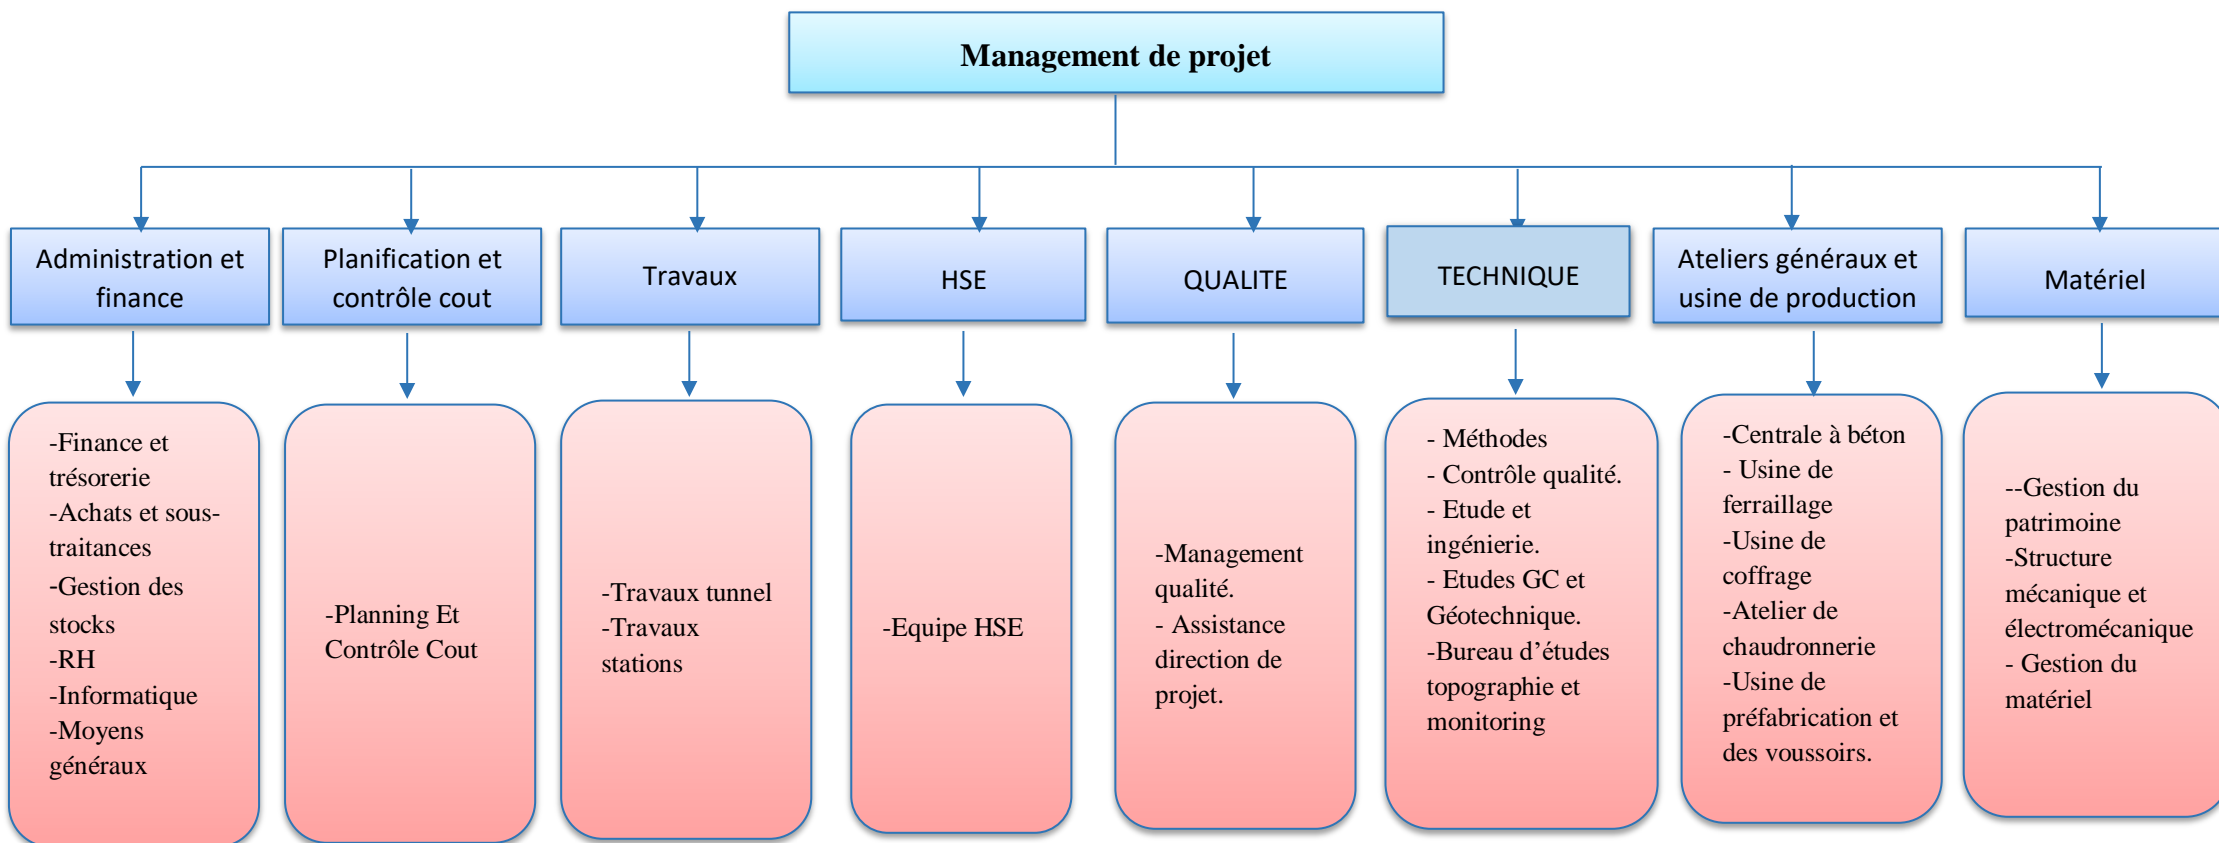 Management de projet
Administration et
finance
Planification et
contrôle cout
Travaux
HSE
QUALITE
TECHNIQUE
Ateliers généraux et
usine de production
Matériel
-Finance et
trésorerie
-Achats et sous-
traitances
-Gestion des
stocks
-RH
-Informatique
-Moyens
généraux
-Planning Et
Contrôle Cout
-Travaux tunnel
-Travaux
stations
-Equipe HSE
-Management
qualité.
- Assistance
direction de
projet.
- Méthodes
- Contrôle qualité.
- Etude et
ingénierie.
- Etudes GC et
Géotechnique.
-Bureau d’études
topographie et
monitoring
-Centrale à béton
- Usine de
ferraillage
-Usine de
coffrage
-Atelier de
chaudronnerie
-Usine de
préfabrication et
des voussoirs.
--Gestion du
patrimoine
-Structure
mécanique et
électromécanique
- Gestion du
matériel